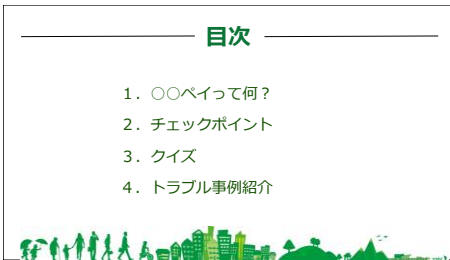 目次
１．○○ペイって何？
２．チェックポイント
３．クイズ
４．トラブル事例紹介